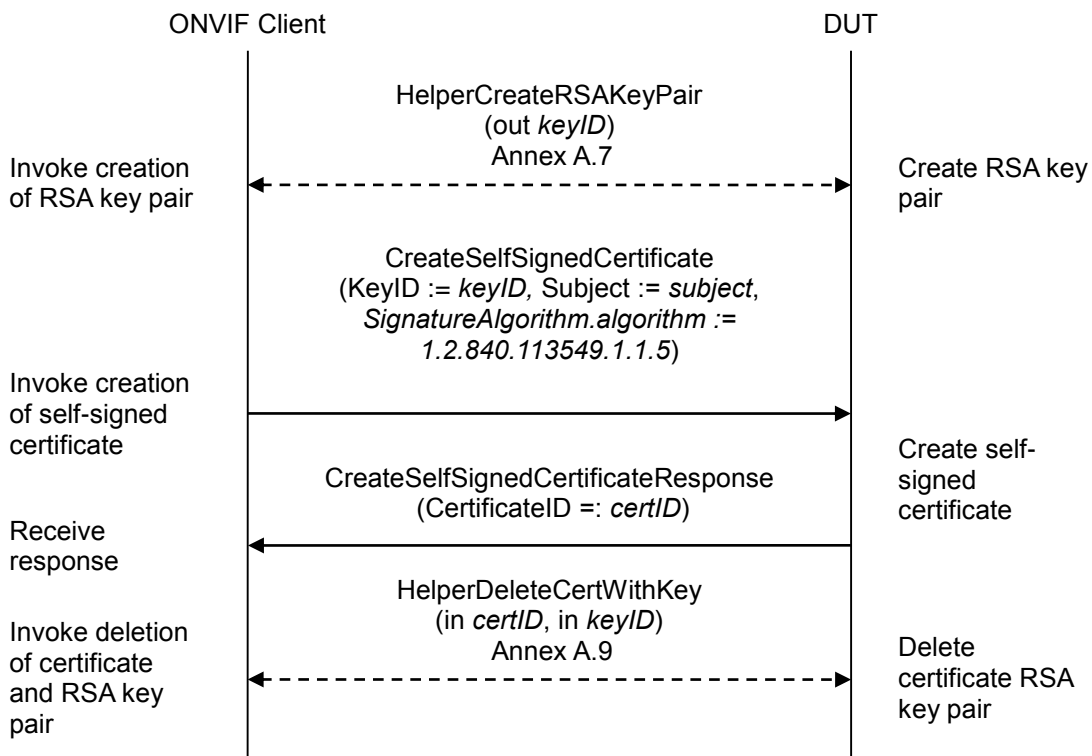 ONVIF Client
DUT
HelperCreateRSAKeyPair
(out keyID)
Annex A.7
Invoke creation
of RSA key pair
Create RSA key
pair
CreateSelfSignedCertificate
(KeyID := keyID, Subject := subject,
SignatureAlgorithm.algorithm :=
1.2.840.113549.1.1.5)
Invoke creation
of self-signed
certificate
Create self-
signed
certificate
CreateSelfSignedCertificateResponse
(CertificateID =: certID)
Receive
response
HelperDeleteCertWithKey
(in certID, in keyID)
Annex A.9
Invoke deletion
of certificate
and RSA key
pair
Delete
certificate RSA
key pair